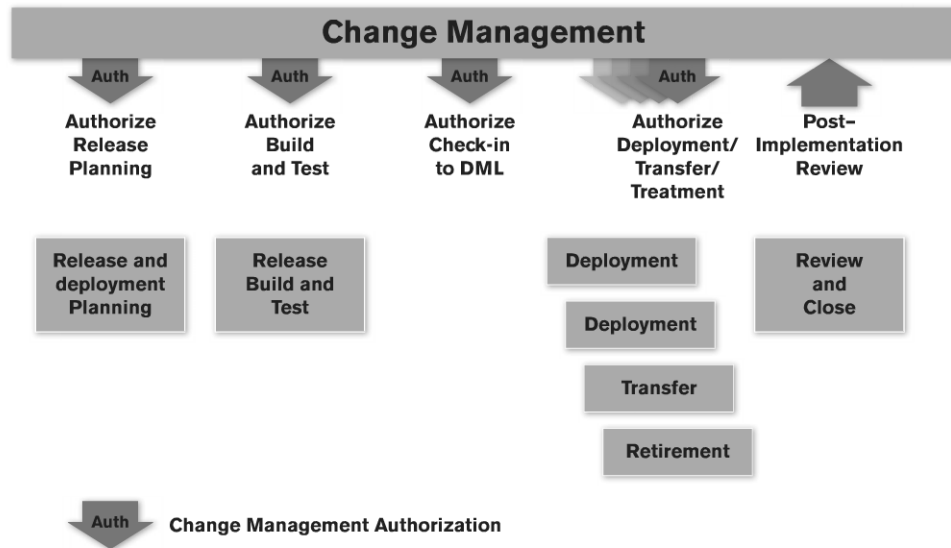 Change Management
Auth
Auth
Auth
Auth
Authorize
Release
Planning
Authorize
Build
and Test
Authorize
Check-in
to DML
Authorize
Deployment/
Transfer/
Treatment
Post–
Implementation
Review
Release and
deployment
Planning
Release
Build and
Test
Deployment
Deployment
Transfer
Retirement
Review
and
Close
Auth
Change Management Authorization